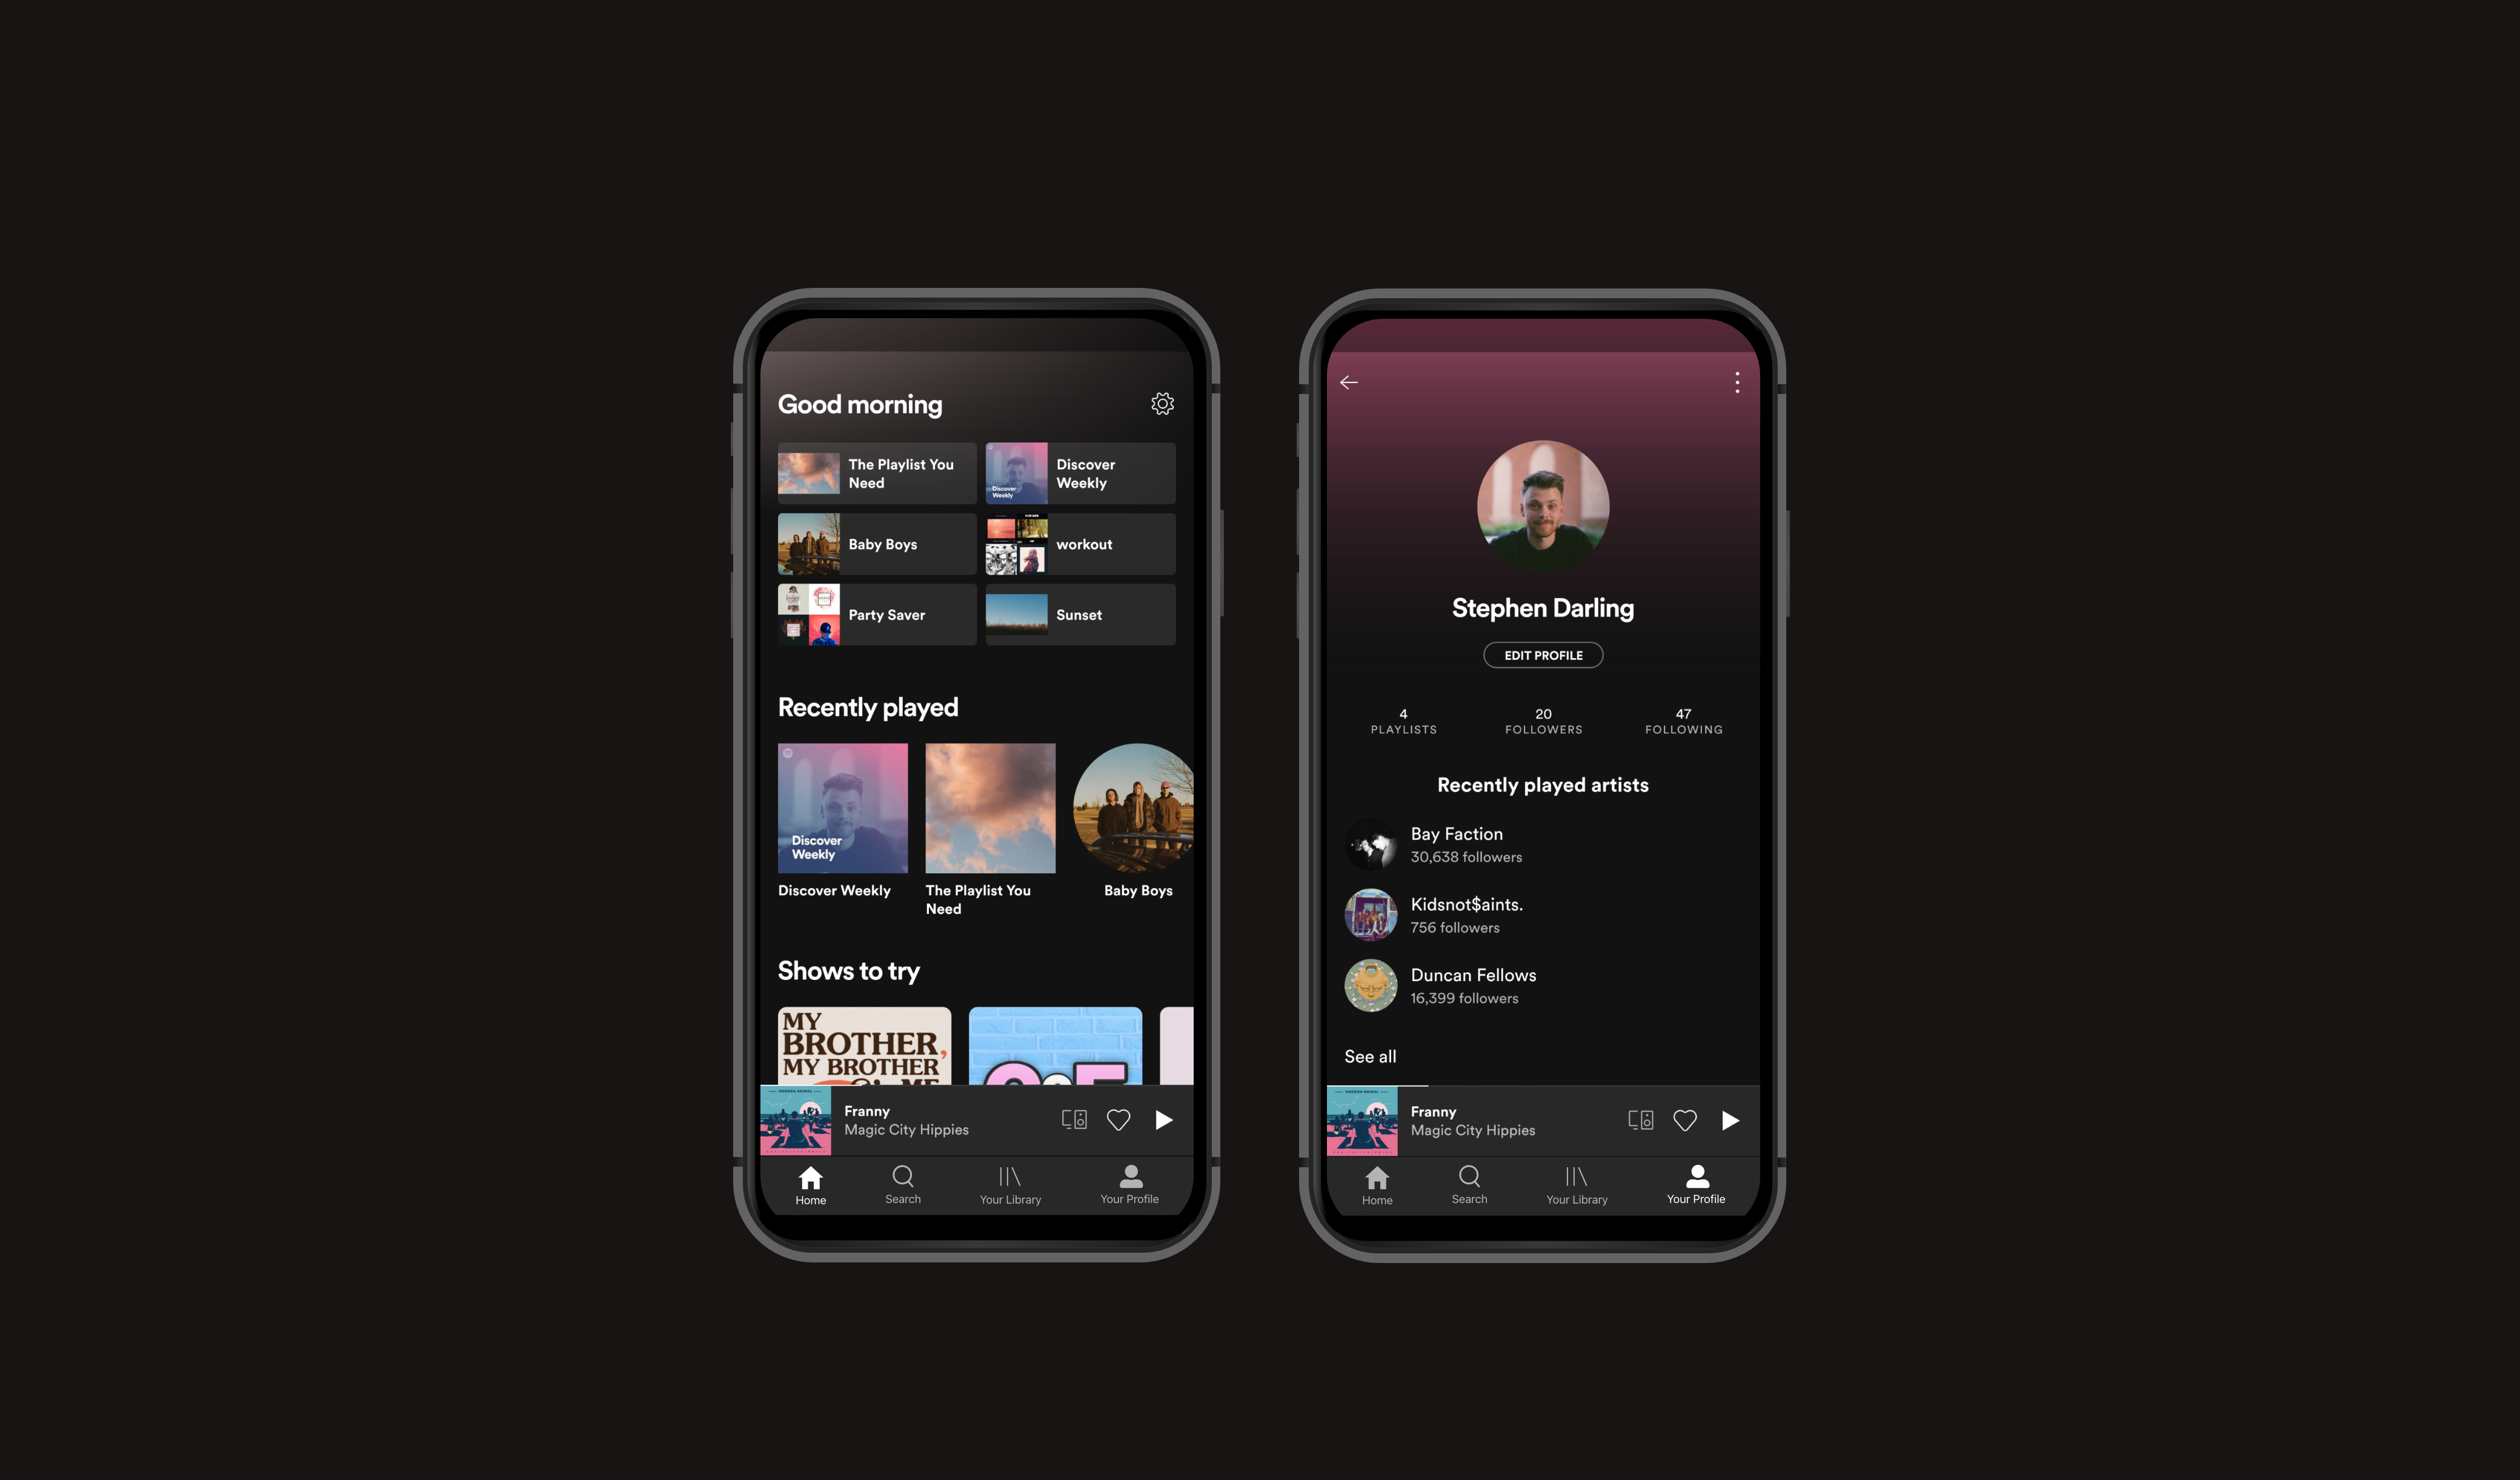 Good morning
The Playlist You
Need
Discover
Weekly
Discover
Weekly
Baby Boys
workout
Party Saver
Sunset
Recently played
Discover
Weekly
Discover Weekly
The Playlist You
Need
Baby Boys
Shows to try
MY
BROTHER,
MY BROTHER
Franny
Magic City Hippies
Home
Search
Your Library
Your Profile
Stephen Darling
EDIT PROFILE
4
PLAYLISTS
20
FOLLOWERS
47
FOLLOWING
Recently played artists
Bay Faction
30,638 followers
Kidsnot$aints.
756 followers
Duncan Fellows
16,399 followers
See all
Franny
Magic City Hippies
Home
Search
Your Library
Your Profile